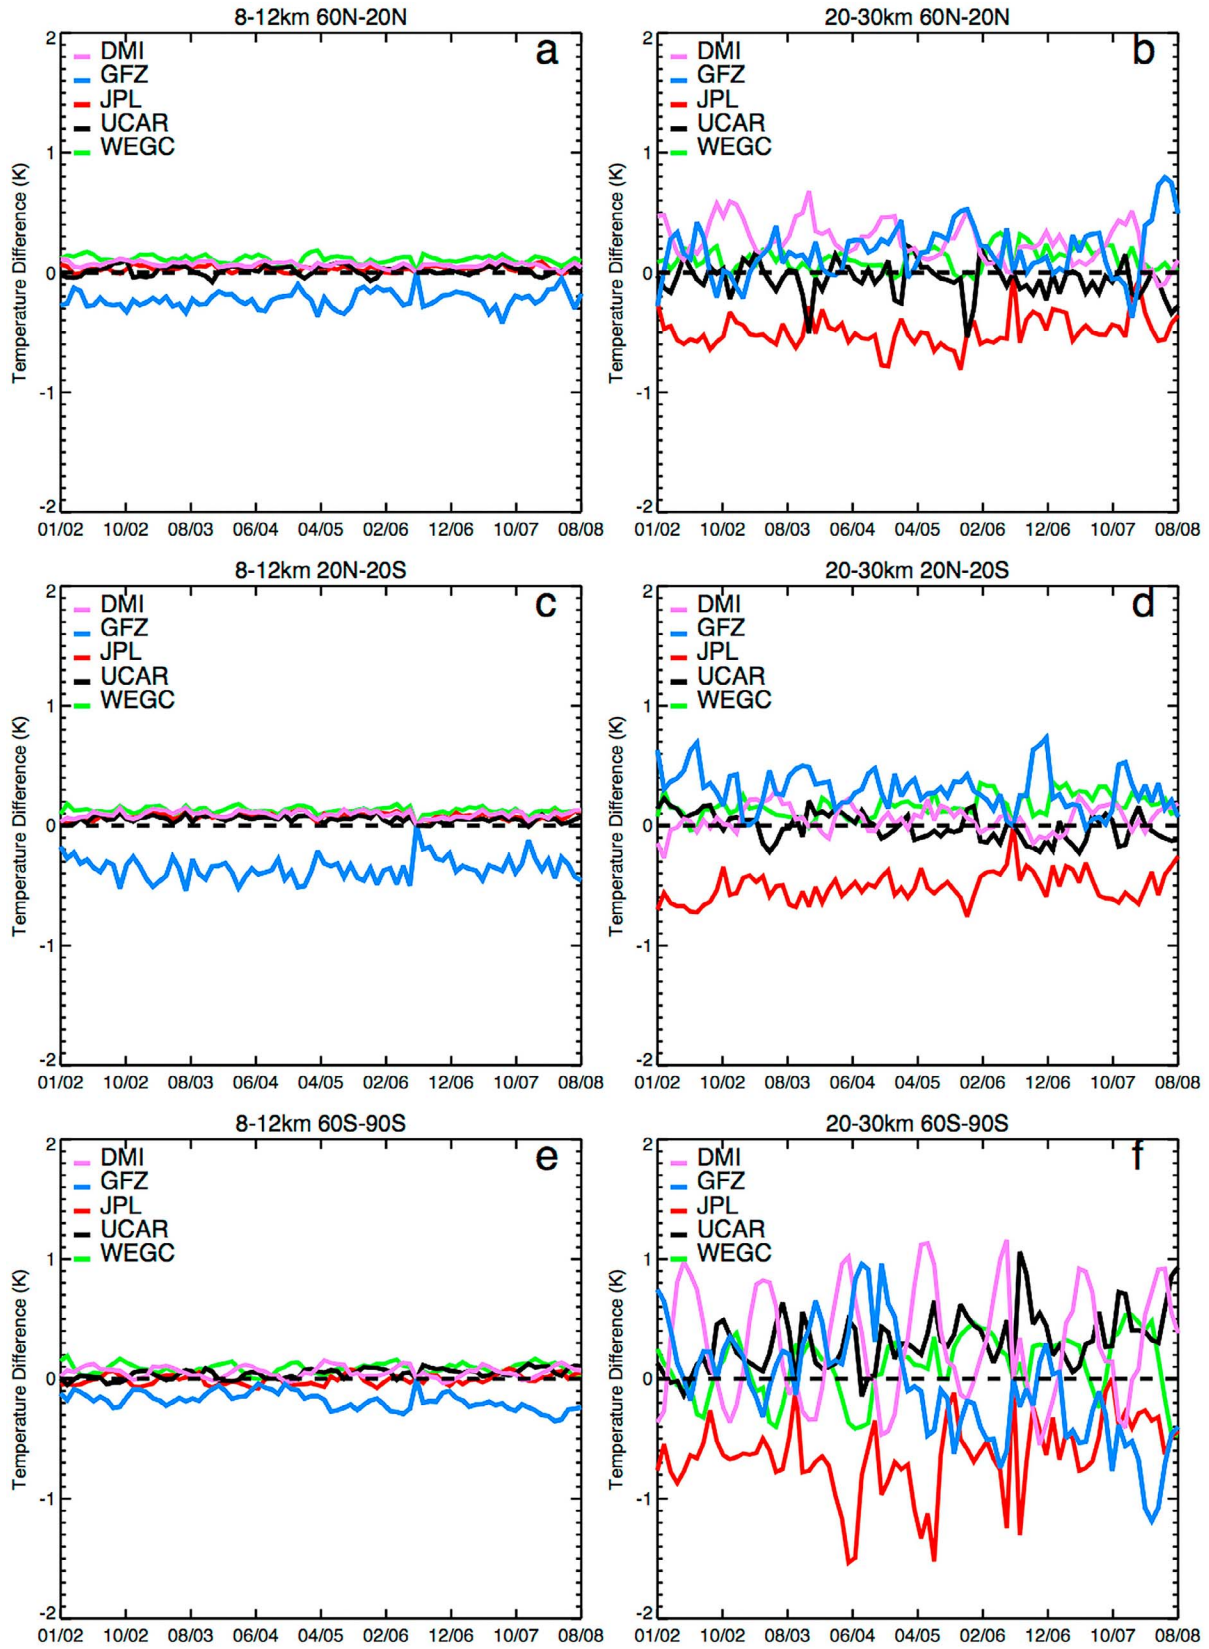 8-12km 60N-20N
a
DMI
GFZ
JPL
UCAR
WEGC
Temperature Difference (K)
2
1
0
-1
-2
01/02 10/02 08/03 06/04 04/05 02/06 12/06 10/07 08/08
20-30km 60N-20N
b
DMI
GFZ
JPL
UCAR
WEGC
Temperature Difference (K)
2
1
0
-1
-2
01/02 10/02 08/03 06/04 04/05 02/06 12/06 10/07 08/08
8-12km 20N-20S
c
DMI
GFZ
JPL
UCAR
WEGC
Temperature Difference (K)
2
1
0
-1
-2
01/02 10/02 08/03 06/04 04/05 02/06 12/06 10/07 08/08
20-30km 20N-20S
d
DMI
GFZ
JPL
UCAR
WEGC
Temperature Difference (K)
2
1
0
-1
-2
01/02 10/02 08/03 06/04 04/05 02/06 12/06 10/07 08/08
8-12km 60S-90S
e
DMI
GFZ
JPL
UCAR
WEGC
Temperature Difference (K)
2
1
0
-1
-2
01/02 10/02 08/03 06/04 04/05 02/06 12/06 10/07 08/08
20-30km 60S-90S
f
DMI
GFZ
JPL
UCAR
WEGC
Temperature Difference (K)
2
1
0
-1
-2
01/02 10/02 08/03 06/04 04/05 02/06 12/06 10/07 08/08